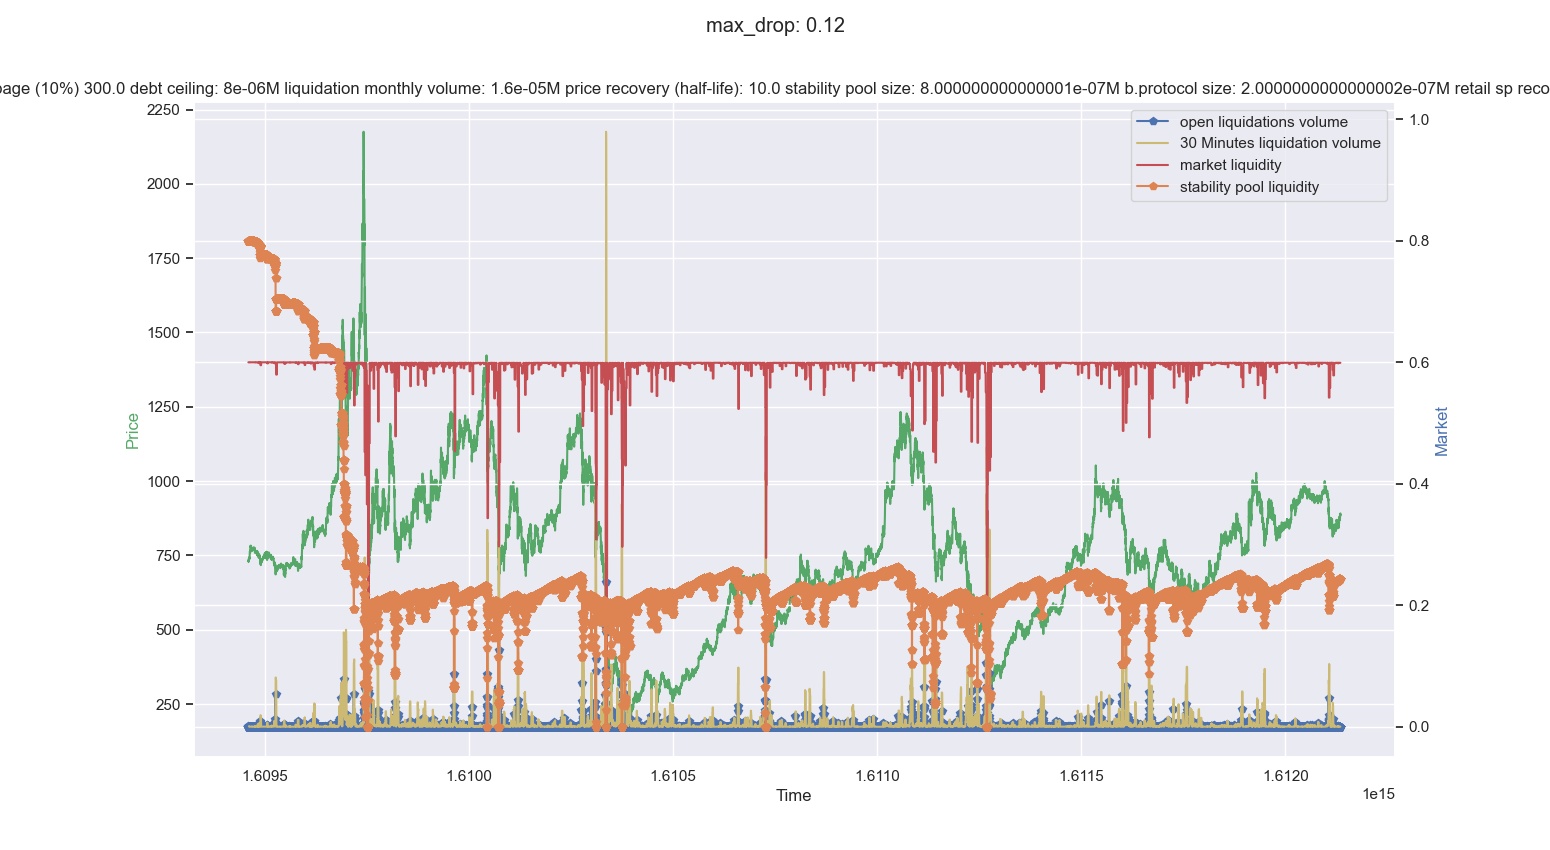 max_drop: 0.12
page (10%) 300.0 debt ceiling: 8e-06M liquidation monthly volume: 1.6e-05M price recovery (half-life): 10.0 stability pool size: 8.000000000000001e-07M b.protocol size: 2.0000000000000002e-07M retail sp reco
2250
2000
1750
1500
1250
1000
750
500
250
Price
open liquidations volume
30 Minutes liquidation volume
market liquidity
stability pool liquidity
1.0
0.8
0.6
0.4
0.2
0.0
Market
1.6095 1.6100 1.6105 1.6110 1.6115 1.6120
Time
1e15